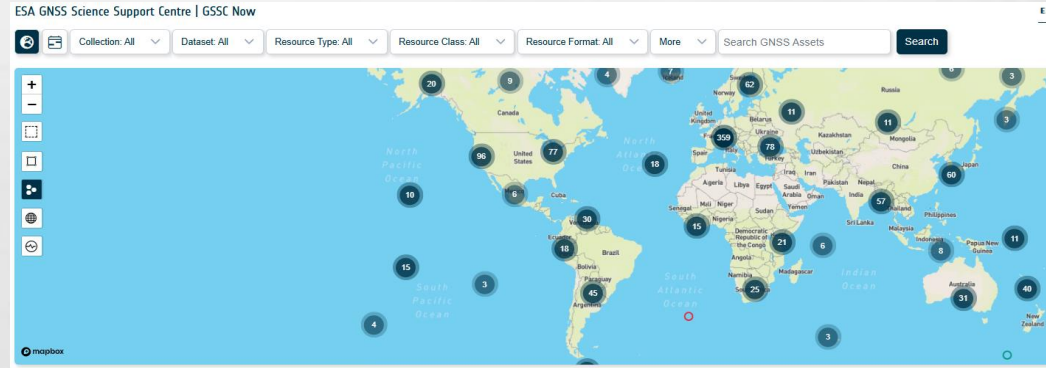 ESA GNSS Science Support Centre | GSSC Now
E
Collection: All
Dataset: All
Resource Type: All
Resource Class: All
Resource Format: All
More
Search GNSS Assets
Search
+
−
20
9
4
7
62
11
11
3
3
Norway
Russia
Canada
United
Kingdom
Belarus
Ukraine
Kazakhstan
Mongolia
North
Pacific
Ocean
96
United
States
77
North
18
359
Spain
Italy
78
Turkey
Uzbekistan
China
60
Japan
10
6
Cuba
Tunisia
Algeria
Libya
Egypt
Iraq
Iran
Saudi
Arabia
Oman
Pakistan
Nepal
India
57
Thailand
Philippines
Senegal
Mali
Niger
Sudan
Yemen
Nigeria
15
30
Sri Lanka
Malaysia
18
Brazil
Democratic
Republic of
the Congo
21
6
Indonesia
8
Papua New
Guinea
11
15
Bolivia
Paraguay
Angola
Namibia
Madagascar
Indian
Ocean
South
Pacific
Ocean
3
45
South
Atlantic
Ocean
25
Australia
31
40
4
3
New
Zealand
mapbox